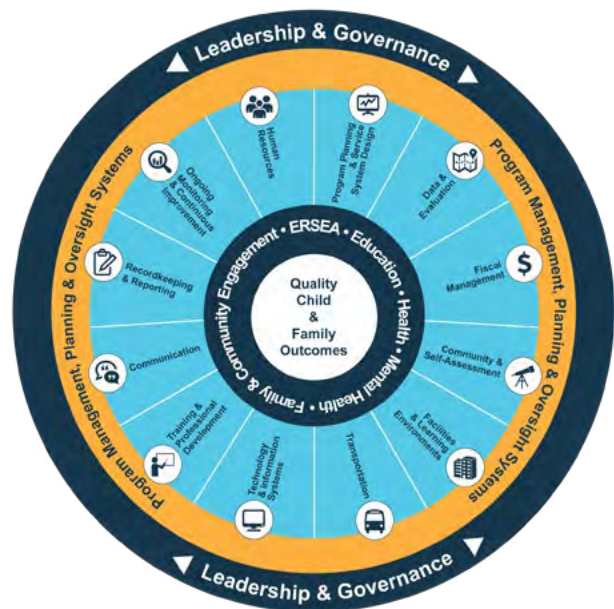 Leadership & Governance
Program Management, Planning & Oversight Systems
Program Management, Planning & Oversight Systems
Program Planning
& Service
System Design
Data &
Evaluation
Fiscal
Management
Community &
Self-Assessment
Facilities
& Learning
Environments
Transportation
Technology
& Information
Systems
Training &
Professional
Development
Communication
Recordkeeping
& Reporting
Ongoing
Monitoring
& Continuous
Improvement
Human
Resources
Family & Community Engagement • ERSEA • Education • Health • Mental Health •
Quality
Child
&
Family
Outcomes
Leadership & Governance